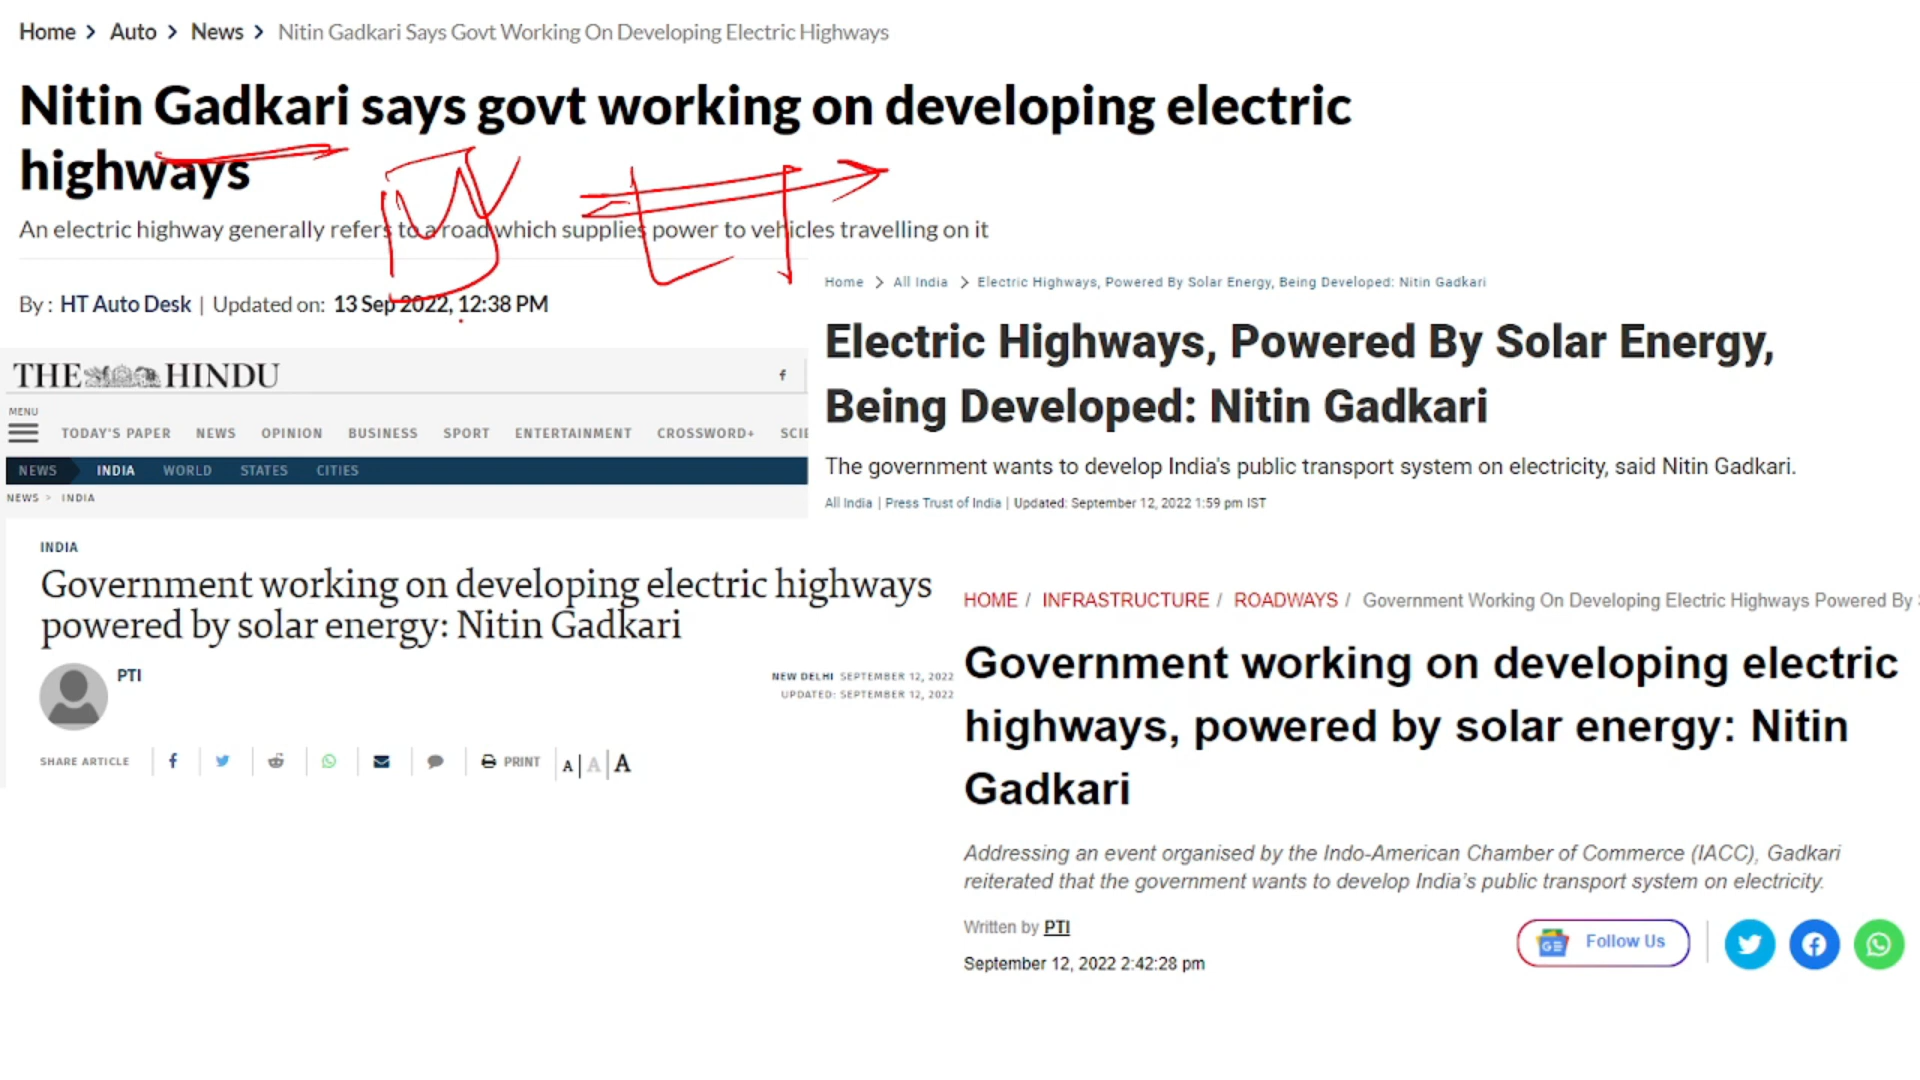 Home > Auto > News > Nitin Gadkari Says Govt Working On Developing Electric Highways
Nitin Gadkari says govt working on developing electric
highways
An electric highway generally refers to a road which supplies power to vehicles travelling on it
By : HT Auto Desk | Updated on: 13 Sep 2022, 12:38 PM
THE HINDU
MENU
TODAY'S PAPER NEWS OPINION BUSINESS SPORT ENTERTAINMENT CROSSWORD+
NEWS INDIA WORLD STATES CITIES
NEWS > INDIA
INDIA
Government working on developing electric highways
powered by solar energy: Nitin Gadkari
PTI
NEW DELHI SEPTEMBER 12, 2022
UPDATED: SEPTEMBER 12, 2022
SHARE ARTICLE PRINT A | A | A
Home > All India > Electric Highways, Powered By Solar Energy, Being Developed: Nitin Gadkari
Electric Highways, Powered By Solar Energy,
Being Developed: Nitin Gadkari
The government wants to develop India's public transport system on electricity, said Nitin Gadkari.
All India | Press Trust of India | Updated: September 12, 2022 1:59 pm IST
HOME / INFRASTRUCTURE / ROADWAYS / Government Working On Developing Electric Highways Powered By
Government working on developing electric
highways, powered by solar energy: Nitin
Gadkari
Addressing an event organised by the Indo-American Chamber of Commerce (IACC), Gadkari
reiterated that the government wants to develop India's public transport system on electricity.
Written by PTI
September 12, 2022 2:42:28 pm
GE Follow Us